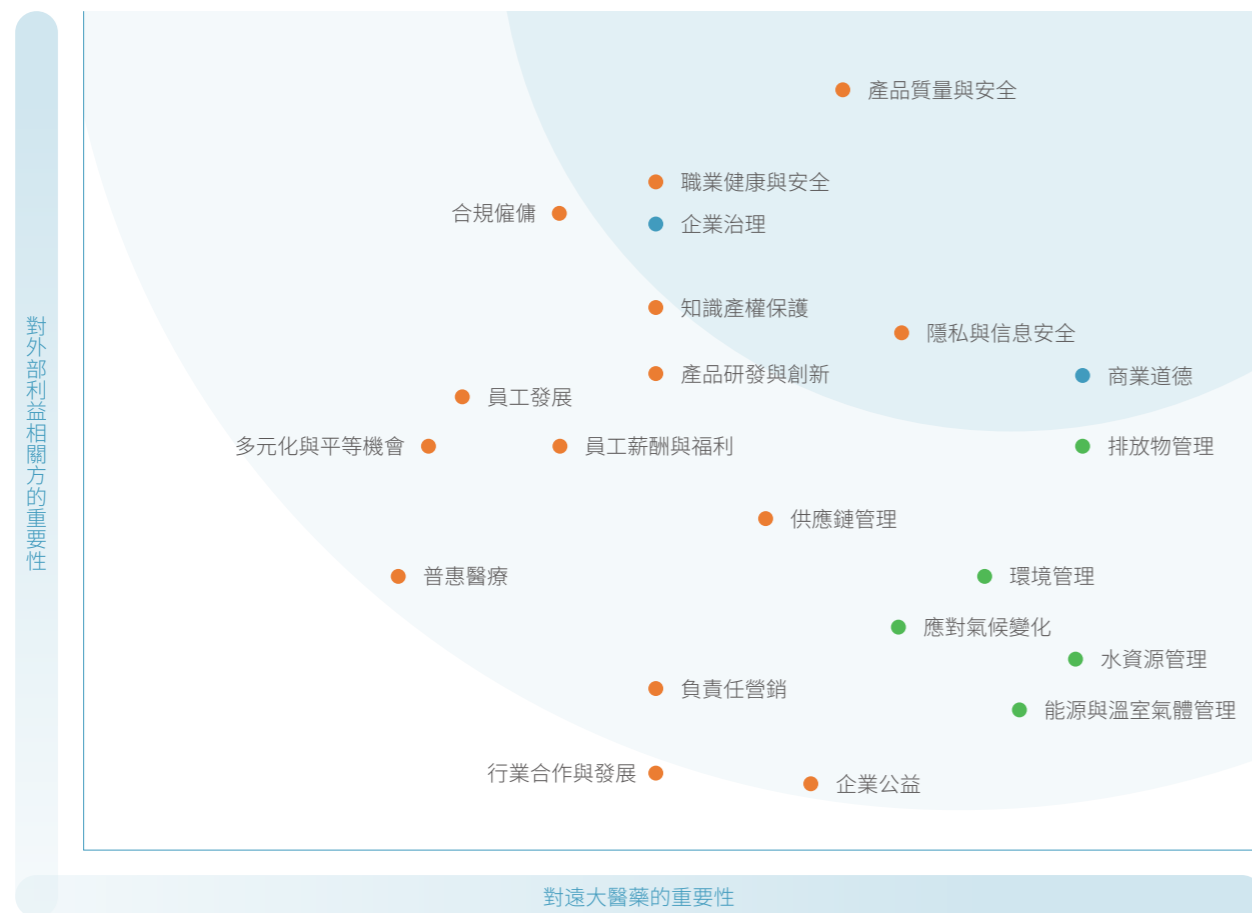 產品質量與安全
職業健康與安全
合規僱傭
企業治理
知識產權保護
隱私與信息安全
產品研發與創新
商業道德
員工發展
多元化與平等機會
員工薪酬與福利
排放物管理
供應鏈管理
普惠醫療
環境管理
應對氣候變化
水資源管理
負責任營銷
能源與溫室氣體管理
行業合作與發展
企業公益
對外部利益相關方的重要性
對遠大醫藥的重要性